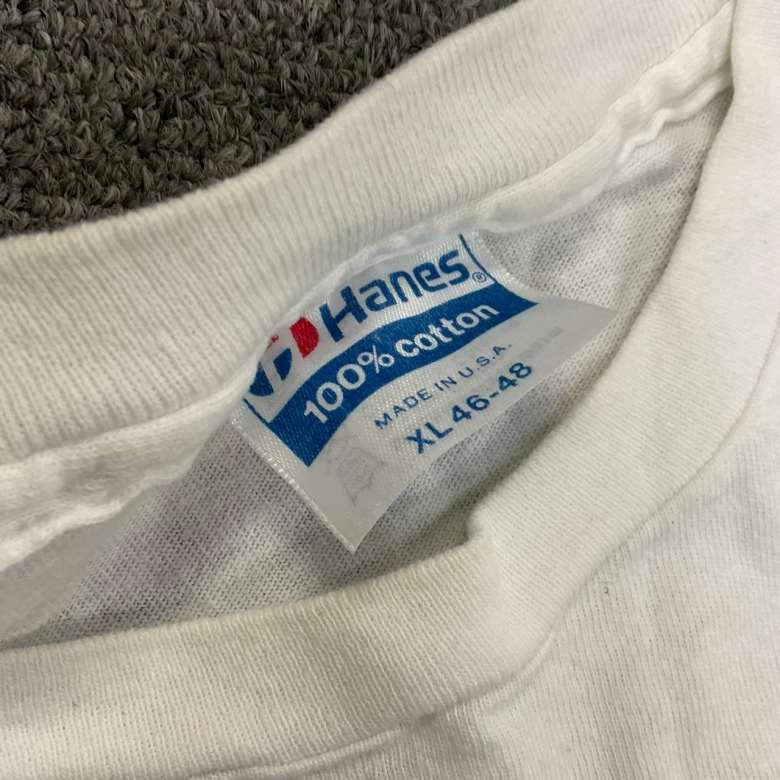 Hanes®
100% cotton
MADE IN U.S.A.
XL 46-48